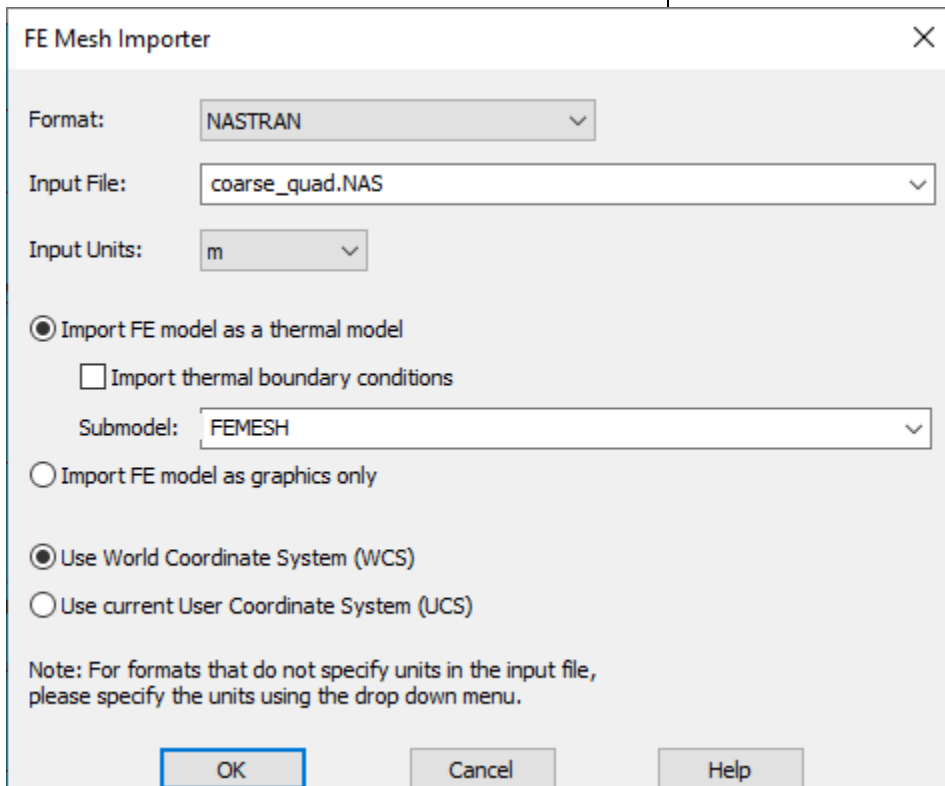 FE Mesh Importer
Format: NASTRAN
Input File: coarse_quad.NAS
Input Units: m
Import FE model as a thermal model
Import thermal boundary conditions
Submodel: FEMESH
Import FE model as graphics only
Use World Coordinate System (WCS)
Use current User Coordinate System (UCS)
Note: For formats that do not specify units in the input file,
please specify the units using the drop down menu.
OK Cancel Help